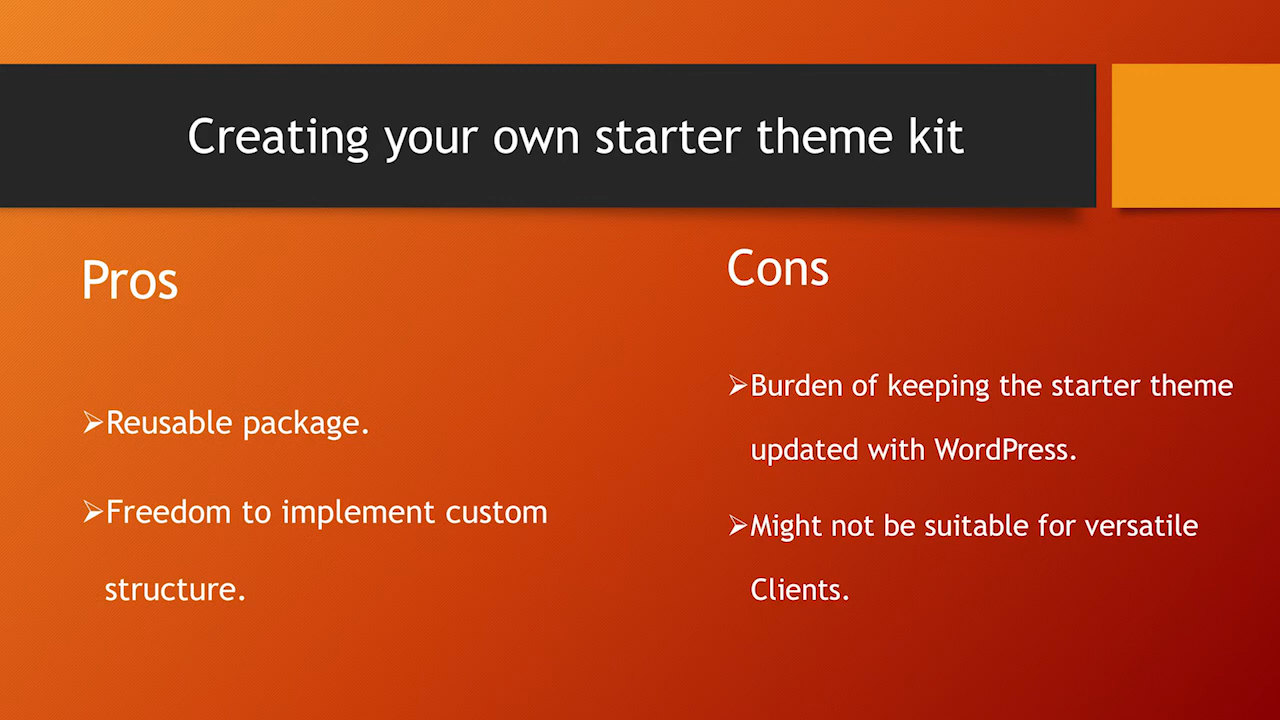 Creating your own starter theme kit
Pros
➢Reusable package.
➢Freedom to implement custom
structure.
Cons
➢Burden of keeping the starter theme
updated with WordPress.
➢Might not be suitable for versatile
Clients.